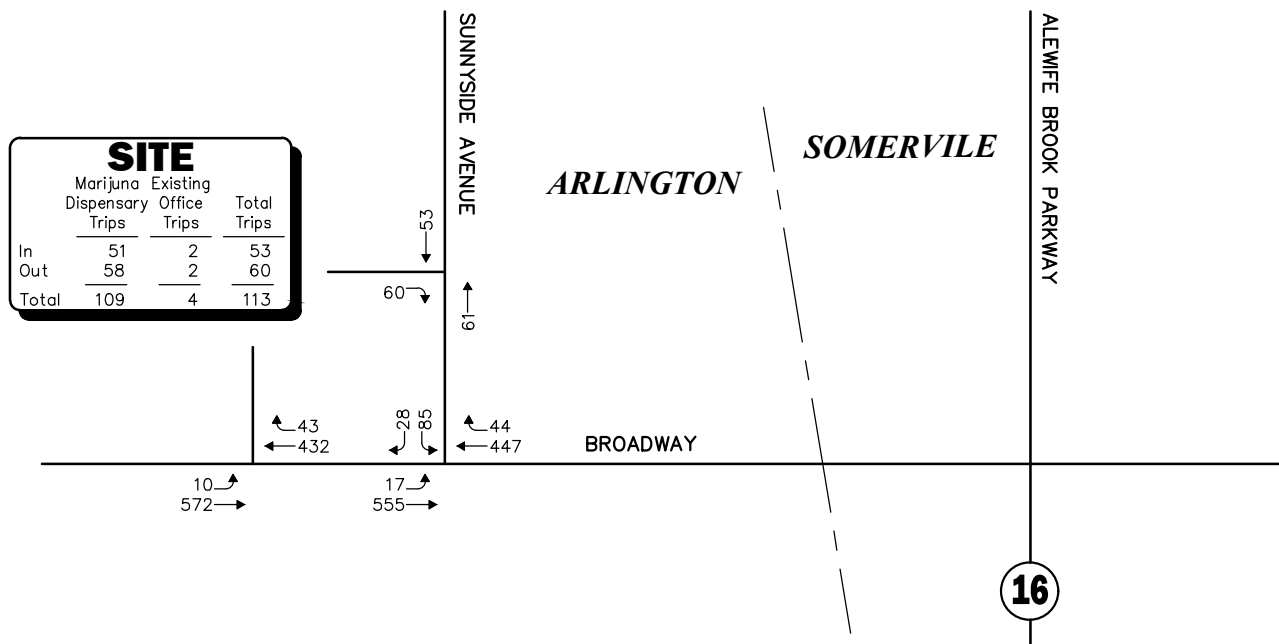 SUNNYSIDE AVENUE
ALEWIFE BROOK PARKWAY
SITE
Marijuna Existing
Dispensary Office Total
Trips Trips Trips
In 51 2 53
Out 58 2 60
Total 109 4 113
ARLINGTON
SOMERVILE
53
60
61
43
432
28
85
44
447
BROADWAY
10
572
17
555
16